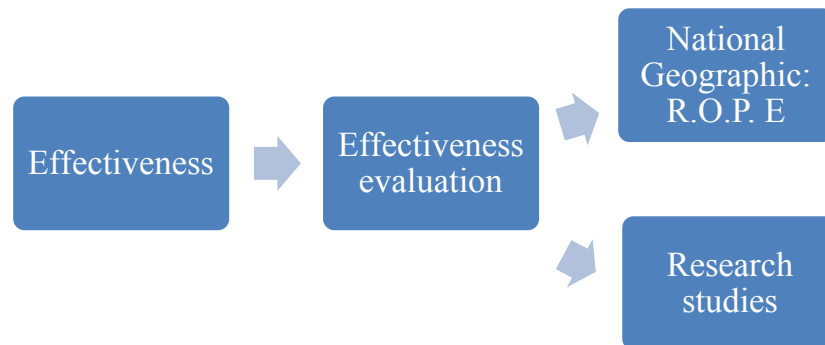 Effectiveness
Effectiveness
evaluation
National
Geographic:
R.O.P. E
Research
studies